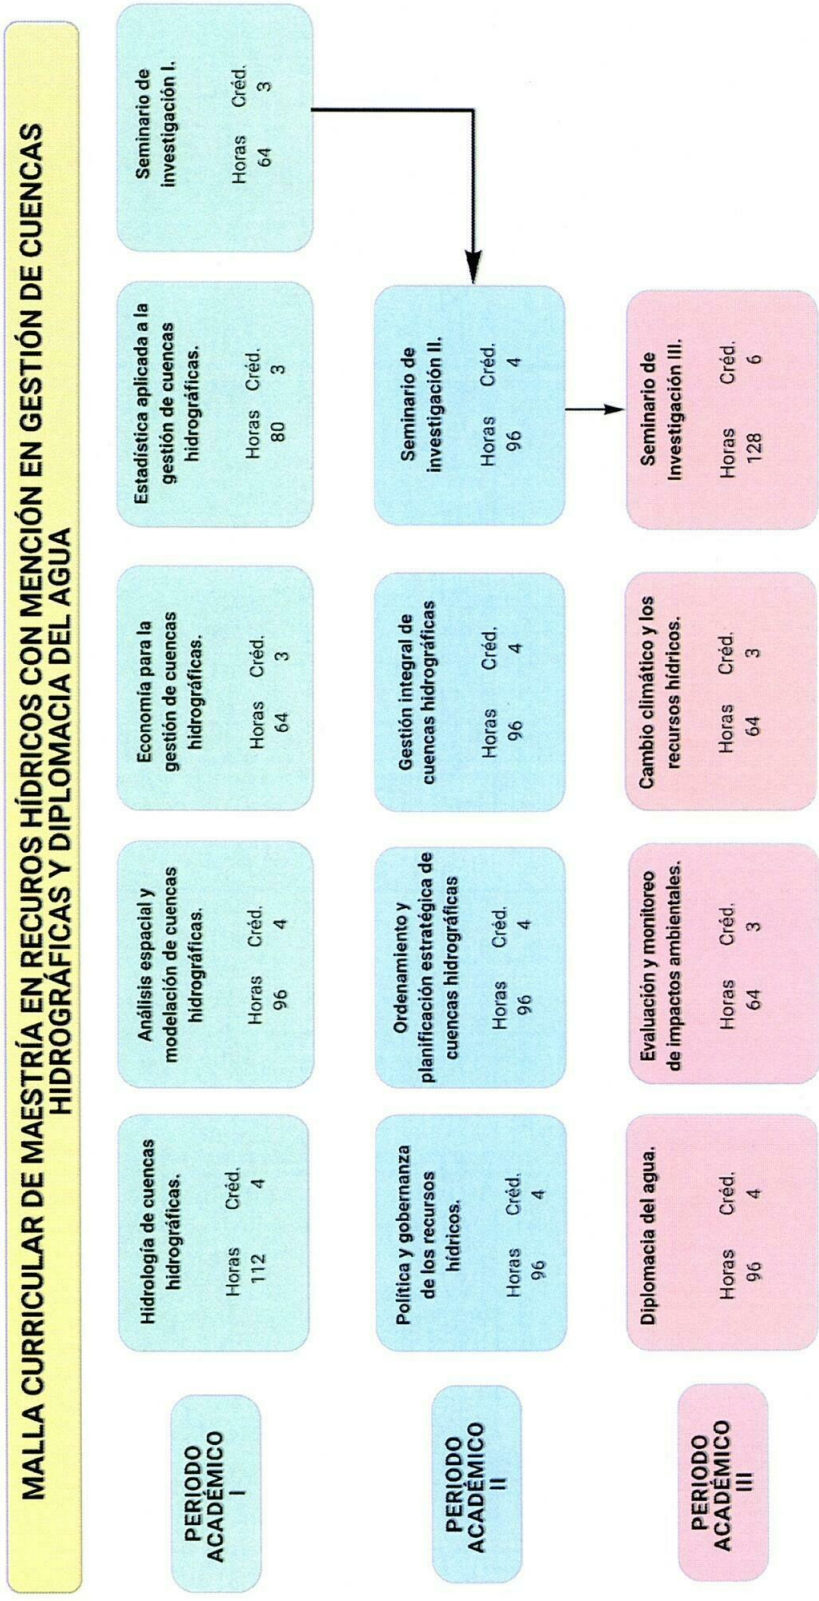 MALLA CURRICULAR DE MAESTRÍA EN RECUROS HÍDRICOS CON MENCIÓN EN GESTIÓN DE CUENCAS
HIDROGRÁFICAS Y DIPLOMACIA DEL AGUA
PERIODO
ACADÉMICO
I
Hidrología de cuencas
hidrográficas.
Horas Créd.
112 4
Análisis espacial y
modelación de cuencas
hidrográficas.
Horas Créd.
96 4
Economía para la
gestión de cuencas
hidrográficas.
Horas Créd.
64 3
Estadística aplicada a la
gestión de cuencas
hidrográficas.
Horas Créd.
80 3
Seminario de
investigación I.
Horas Créd.
64 3
PERIODO
ACADÉMICO
II
Política y gobernanza
de los recursos
hídricos.
Horas Créd.
96 4
Ordenamiento y
planificación estratégica de
cuencas hidrográficas
Horas Créd.
96 4
Gestión integral de
cuencas hidrográficas
Horas Créd.
96 4
Seminario de
investigación II.
Horas Créd.
96 4
PERIODO
ACADÉMICO
III
Diplomacia del agua.
Horas Créd.
96 4
Evaluación y monitoreo
de impactos ambientales.
Horas Créd.
64 3
Cambio climático y los
recursos hídricos.
Horas Créd.
64 3
Seminario de
Investigación III.
Horas Créd.
128 6